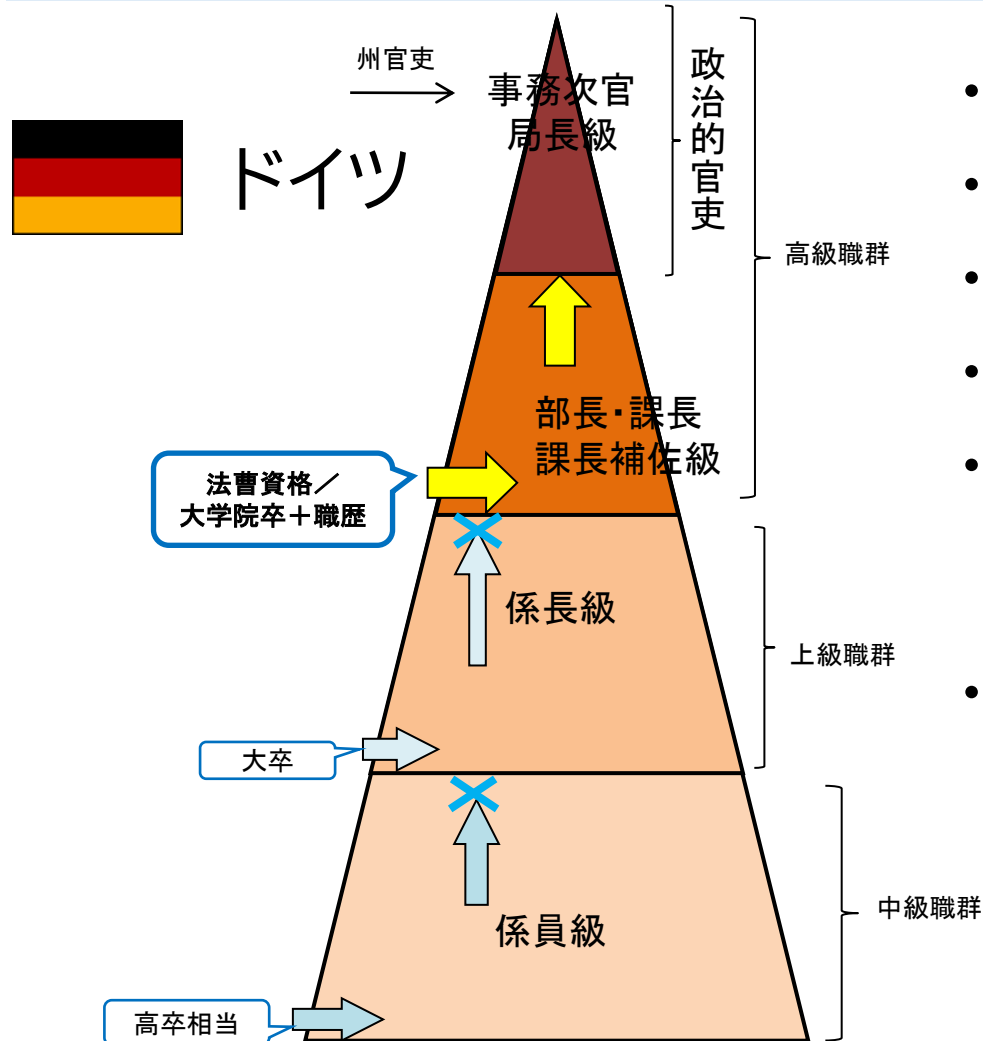 州官吏
事務次官
局長級
政治的官吏
ドイツ
高級職群
部長・課長
課長補佐級
法曹資格／
大学院卒＋職歴
係長級
上級職群
大卒
係員級
中級職群
高卒相当